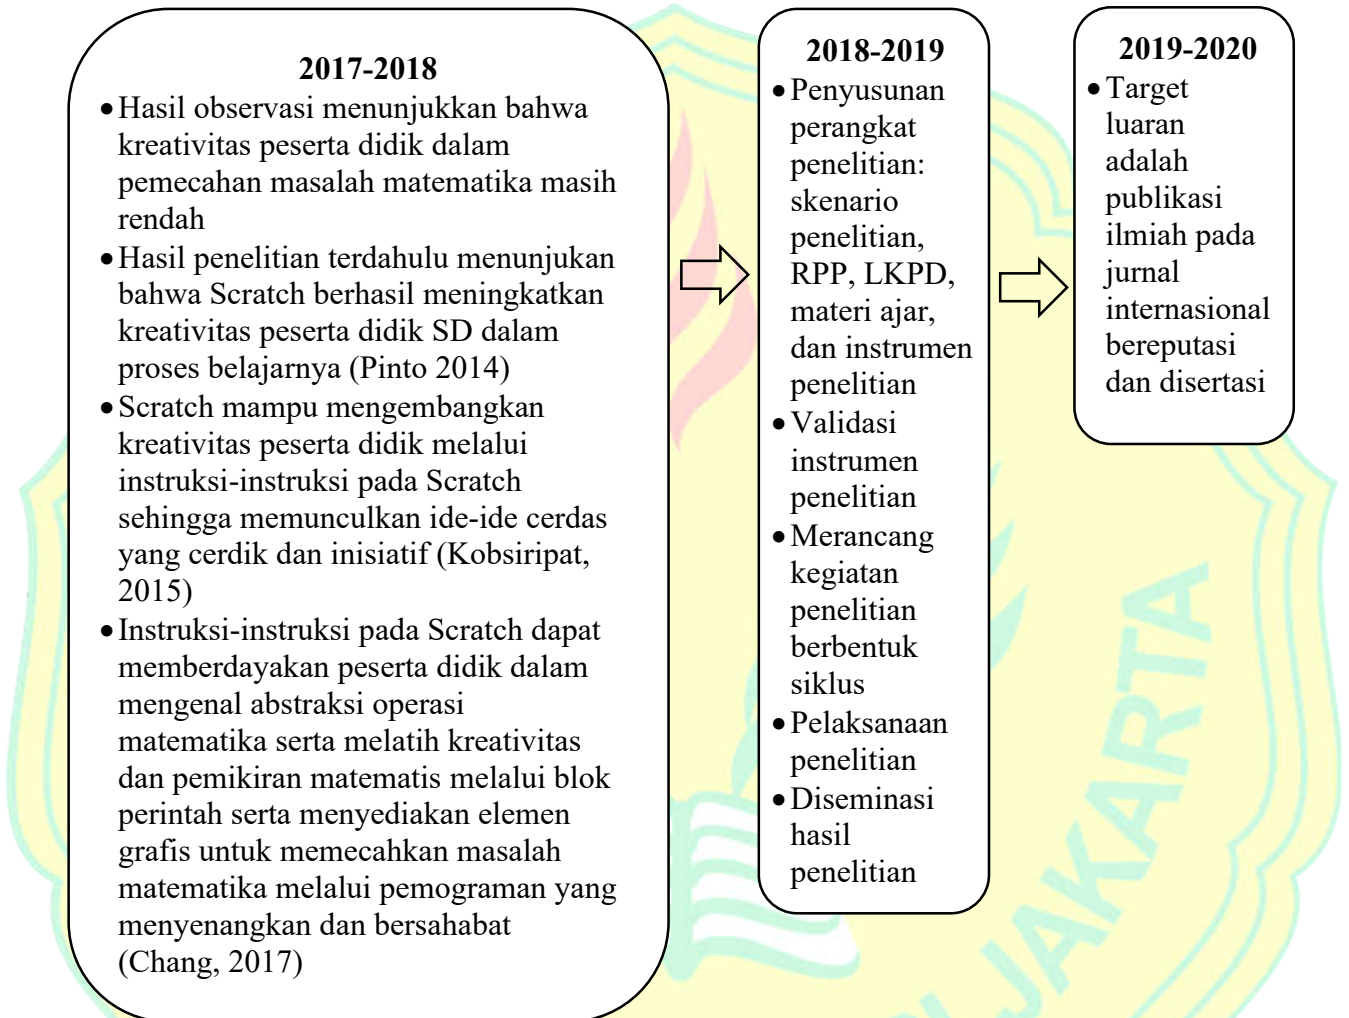 2017-2018
• Hasil observasi menunjukkan bahwa
kreativitas peserta didik dalam
pemecahan masalah matematika masih
rendah
• Hasil penelitian terdahulu menunjukan
bahwa Scratch berhasil meningkatkan
kreativitas peserta didik SD dalam
proses belajarnya (Pinto 2014)
• Scratch mampu mengembangkan
kreativitas peserta didik melalui
instruksi-instruksi pada Scratch
sehingga memunculkan ide-ide cerdas
yang cerdik dan inisiatif (Kobsiripat,
2015)
• Instruksi-instruksi pada Scratch dapat
memberdayakan peserta didik dalam
mengenal abstraksi operasi
matematika serta melatih kreativitas
dan pemikiran matematis melalui blok
perintah serta menyediakan elemen
grafis untuk memecahkan masalah
matematika melalui pemograman yang
menyenangkan dan bersahabat
(Chang, 2017)
2018-2019
• Penyusunan
perangkat
penelitian:
skenario
penelitian,
RPP, LKPD,
materi ajar,
dan instrumen
penelitian
• Validasi
instrumen
penelitian
• Merancang
kegiatan
penelitian
berbentuk
siklus
• Pelaksanaan
penelitian
• Diseminasi
hasil
penelitian
2019-2020
• Target
luaran
adalah
publikasi
ilmiah pada
jurnal
internasional
bereputasi
dan disertasi
JAKARTA